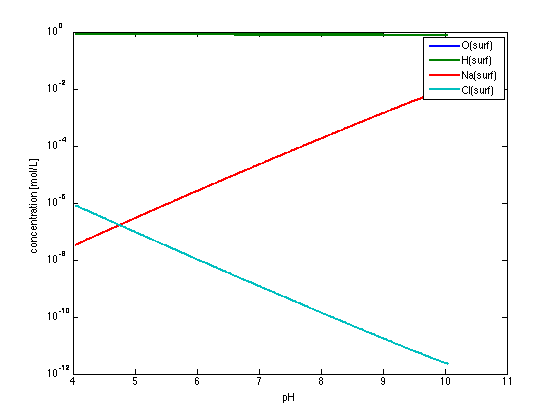 10^0
10^-2
10^-4
10^-6
10^-8
10^-10
10^-12
concentration [mol/L]
4 5 6 7 8 9 10 11
pH
O(surf)
H(surf)
Na(surf)
Cl(surf)